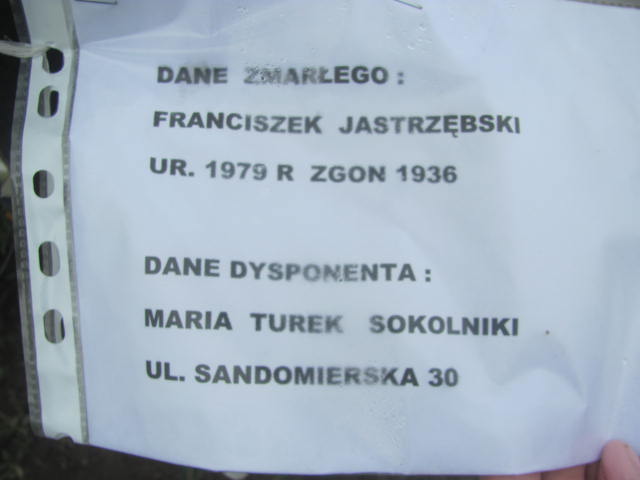 DANE ZMARŁEGO :
FRANCISZEK JASTRZĘBSKI
UR. 1979 R ZGON 1936
DANE DYSPONENTA :
MARIA TUREK SOKOLNIKI
UL. SANDOMIERSKA 30